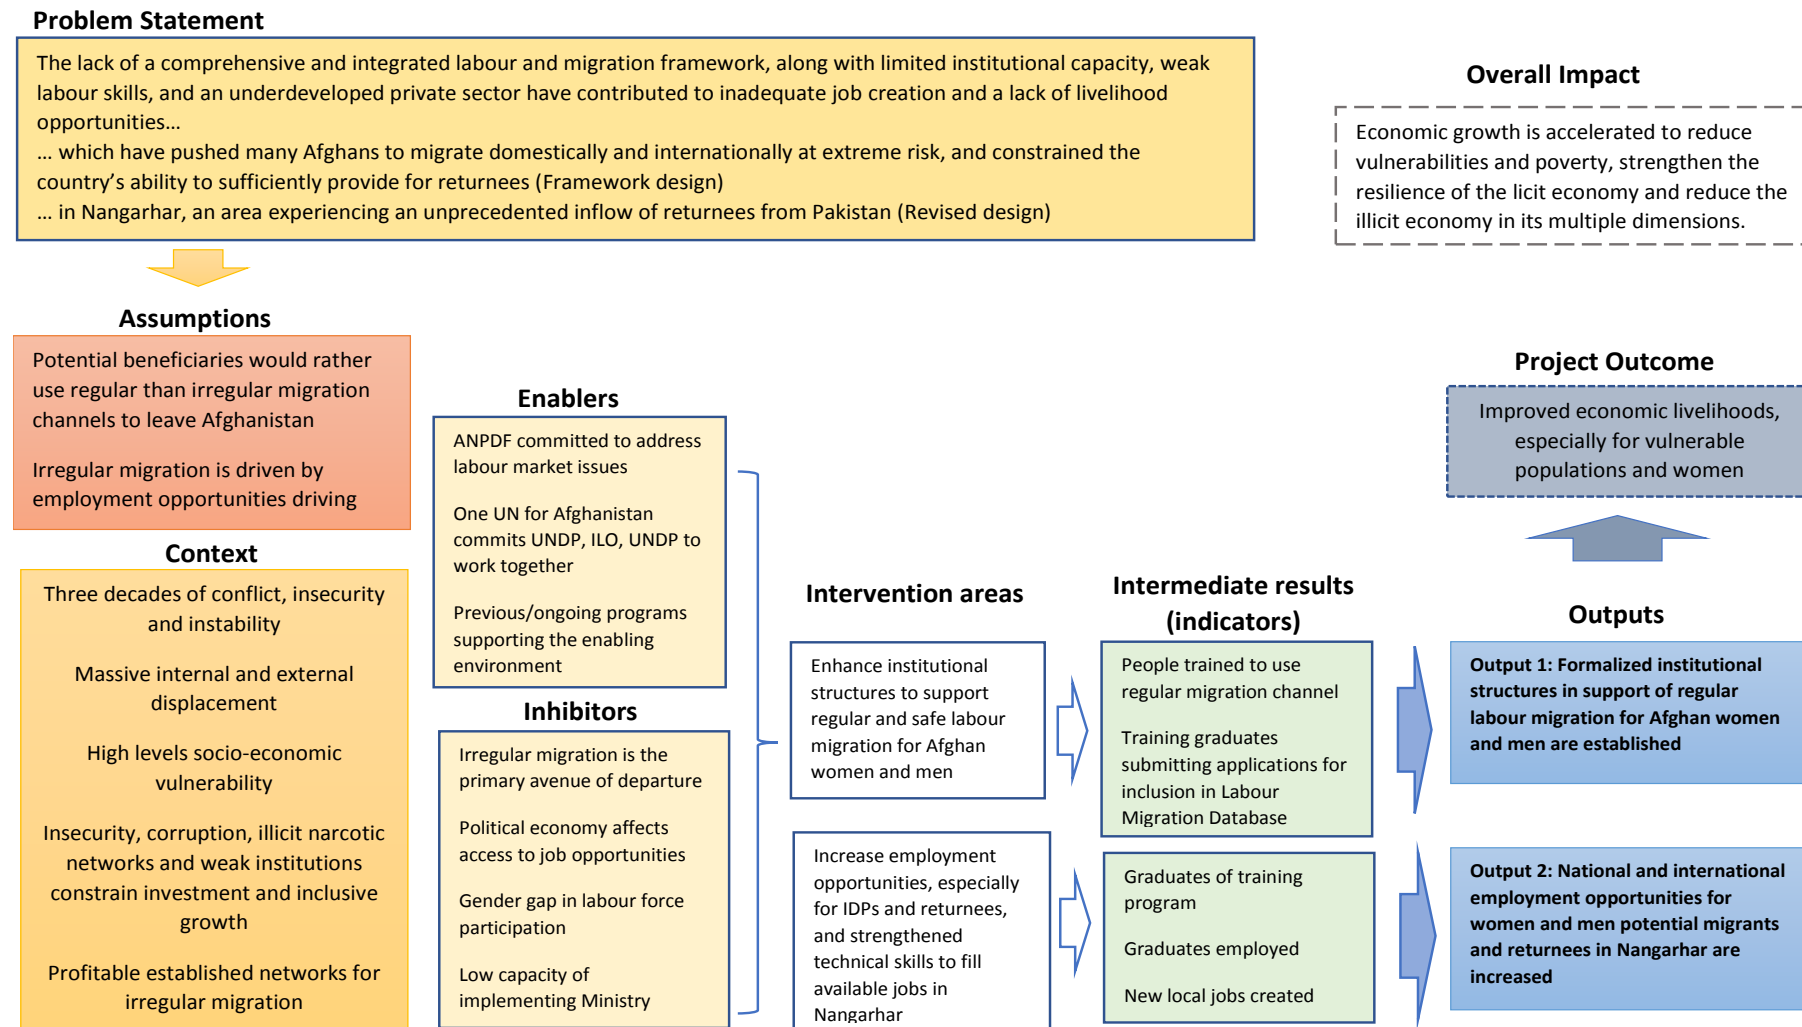 Problem Statement
The lack of a comprehensive and integrated labour and migration framework, along with limited institutional capacity, weak
labour skills, and an underdeveloped private sector have contributed to inadequate job creation and a lack of livelihood
opportunities…
… which have pushed many Afghans to migrate domestically and internationally at extreme risk, and constrained the
country’s ability to sufficiently provide for returnees (Framework design)
… in Nangarhar, an area experiencing an unprecedented inflow of returnees from Pakistan (Revised design)
Overall Impact
Economic growth is accelerated to reduce
vulnerabilities and poverty, strengthen the
resilience of the licit economy and reduce the
illicit economy in its multiple dimensions.
Assumptions
Potential beneficiaries would rather
use regular than irregular migration
channels to leave Afghanistan
Irregular migration is driven by
employment opportunities driving
Context
Three decades of conflict, insecurity
and instability
Massive internal and external
displacement
High levels socio-economic
vulnerability
Insecurity, corruption, illicit narcotic
networks and weak institutions
constrain investment and inclusive
growth
Profitable established networks for
irregular migration
Enablers
ANPDF committed to address
labour market issues
One UN for Afghanistan
commits UNDP, ILO, UNDP to
work together
Previous/ongoing programs
supporting the enabling
environment
Inhibitors
Irregular migration is the
primary avenue of departure
Political economy affects
access to job opportunities
Gender gap in labour force
participation
Low capacity of
implementing Ministry
Intervention areas
Enhance institutional
structures to support
regular and safe labour
migration for Afghan
women and men
Increase employment
opportunities, especially
for IDPs and returnees,
and strengthened
technical skills to fill
available jobs in
Nangarhar
Intermediate results
(indicators)
People trained to use
regular migration channel
Training graduates
submitting applications for
inclusion in Labour
Migration Database
Graduates of training
program
Graduates employed
New local jobs created
Project Outcome
Improved economic livelihoods,
especially for vulnerable
populations and women
Outputs
Output 1: Formalized institutional
structures in support of regular
labour migration for Afghan women
and men are established
Output 2: National and international
employment opportunities for
women and men potential migrants
and returnees in Nangarhar are
increased